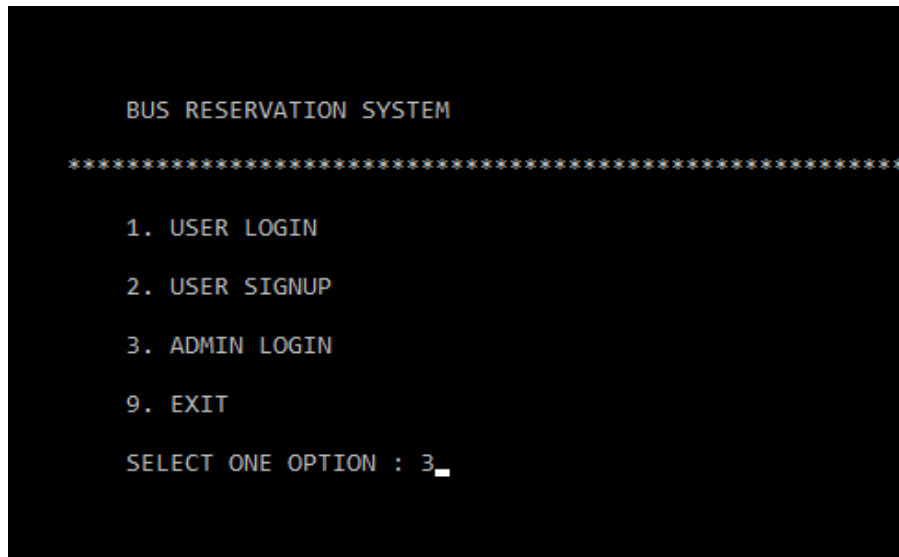 BUS RESERVATION SYSTEM
*********************************************************
1. USER LOGIN
2. USER SIGNUP
3. ADMIN LOGIN
9. EXIT
SELECT ONE OPTION : 3